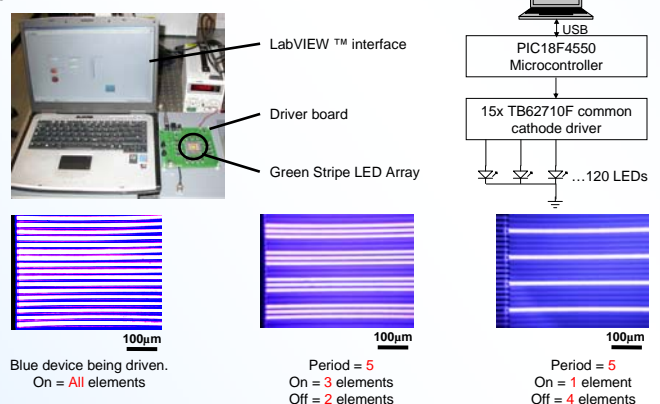 LabVIEW ™ interface
Driver board
Green Stripe LED Array
USB
PIC18F4550
Microcontroller
15x TB62710F common
cathode driver
...120 LEDs
100μm
100μm
100μm
Blue device being driven.
On = All elements
Period = 5
On = 3 elements
Off = 2 elements
Period = 5
On = 1 element
Off = 4 elements